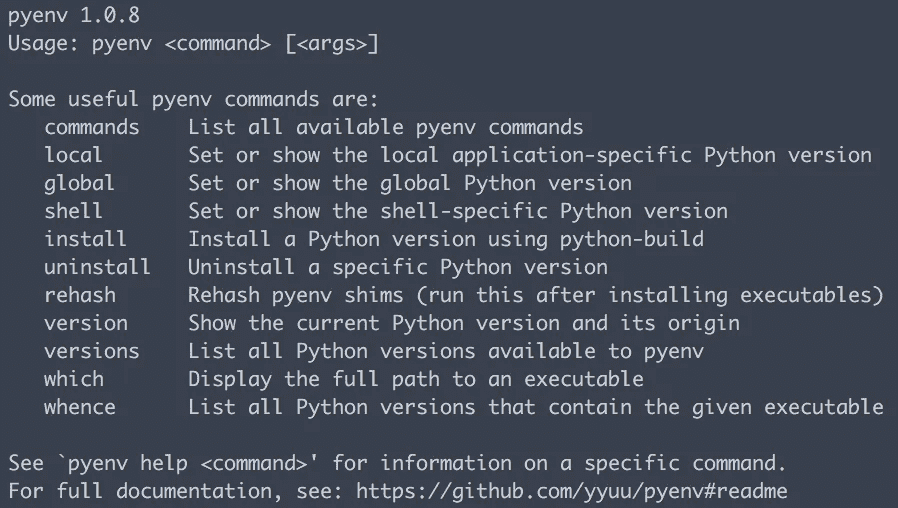 pyenv 1.0.8
Usage: pyenv <command> [<args>]

Some useful pyenv commands are:
   commands    List all available pyenv commands
   local       Set or show the local application-specific Python version
   global      Set or show the global Python version
   shell       Set or show the shell-specific Python version
   install     Install a Python version using python-build
   uninstall   Uninstall a specific Python version
   rehash      Rehash pyenv shims (run this after installing executables)
   version     Show the current Python version and its origin
   versions    List all Python versions available to pyenv
   which       Display the full path to an executable
   whence      List all Python versions that contain the given executable

See `pyenv help <command>' for information on a specific command.
For full documentation, see: https://github.com/yyuu/pyenv#readme